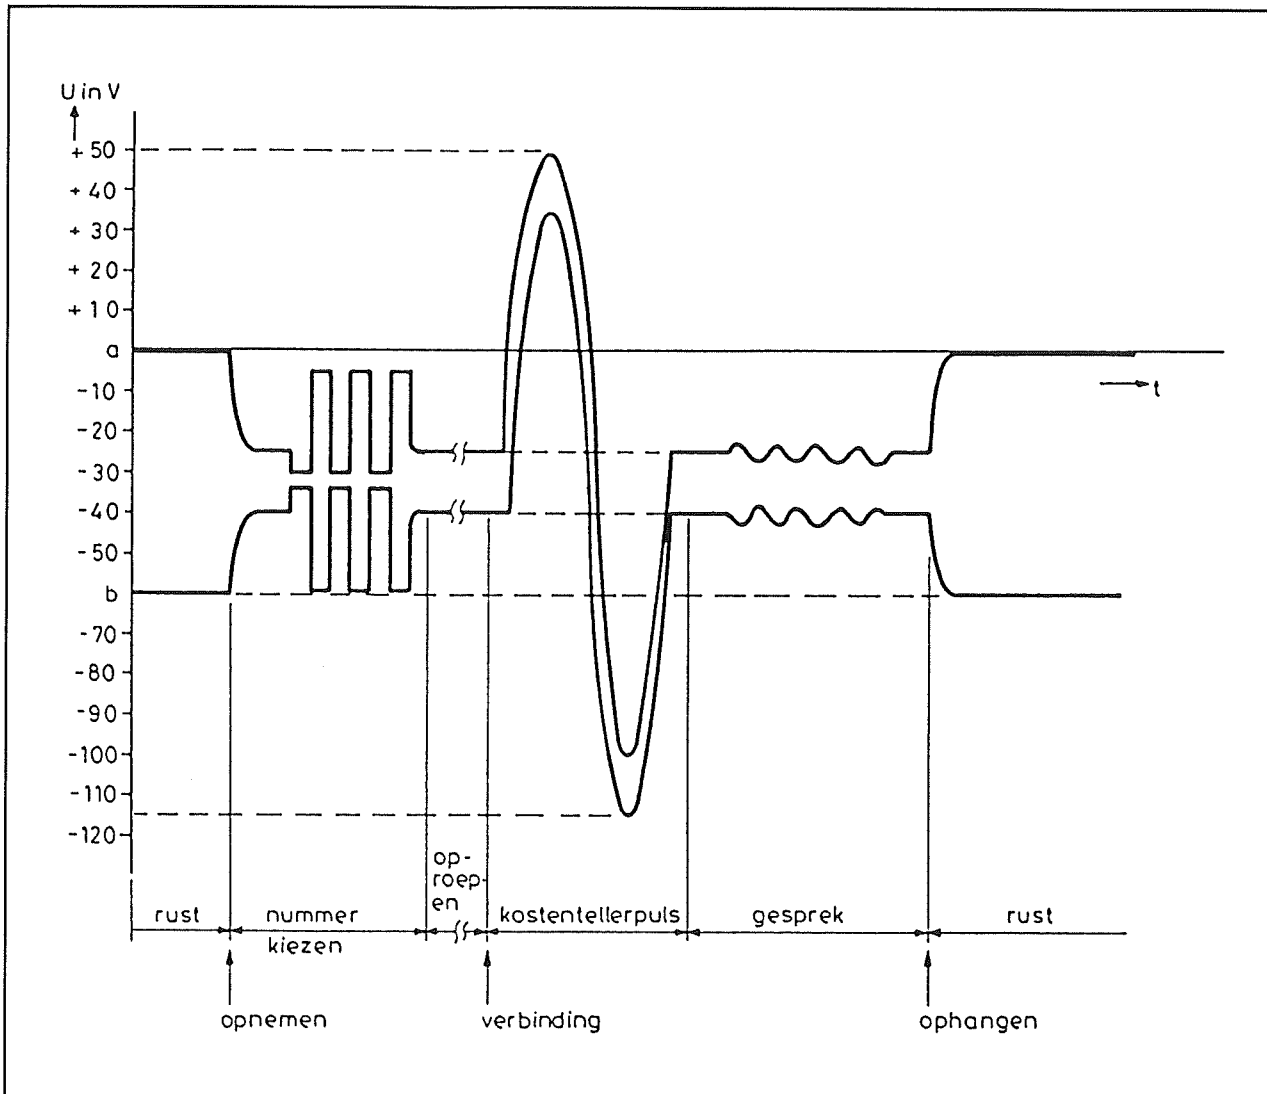 U in V
+50
+40
+30
+20
+10
a
-10
-20
-30
-40
-50
b
-70
-80
-90
-100
-110
-120
t
rust
nummer
kiezen
op-
roep-
en
kostentellerpuls
gesprek
rust
opnemen
verbinding
ophangen